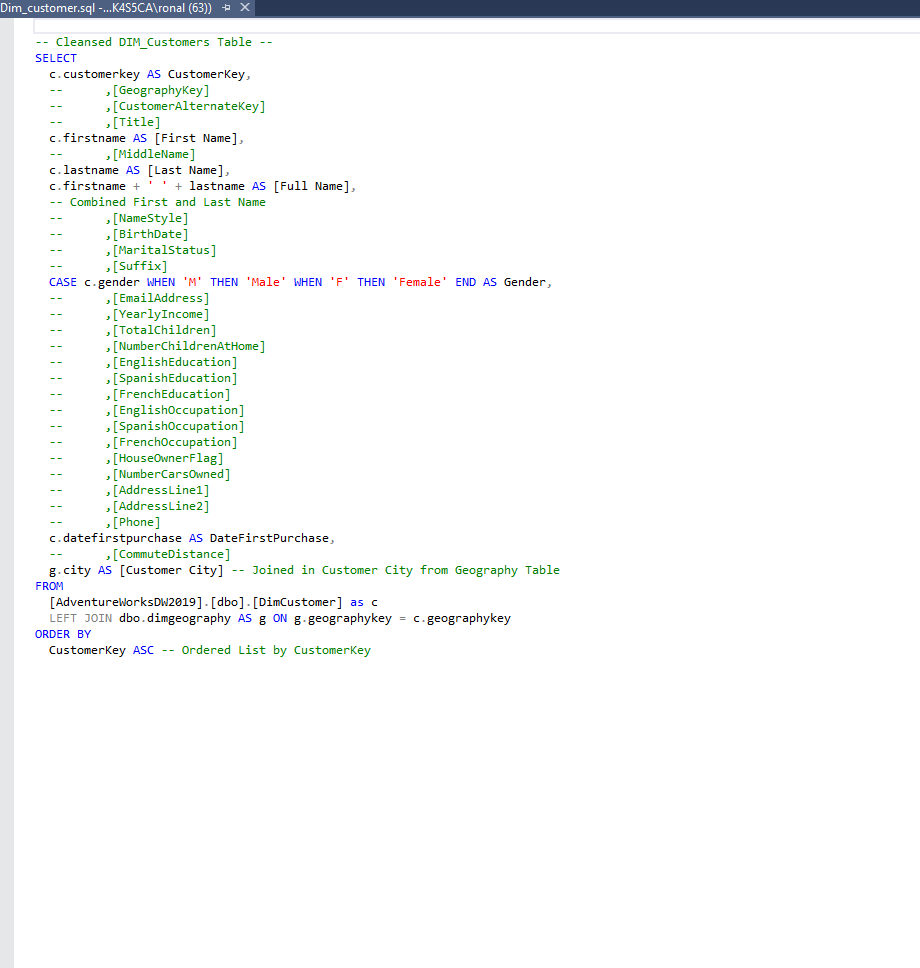 Dim_customer.sql -...K4S5CA\ronal (63))
-- Cleansed DIM_Customers Table --
SELECT
  c.customerkey AS CustomerKey,
  --      ,[GeographyKey]
  --      ,[CustomerAlternateKey]
  --      ,[Title]
  c.firstname AS [First Name],
  --      ,[MiddleName]
  c.lastname AS [Last Name],
  c.firstname + ' ' + lastname AS [Full Name],
  -- Combined First and Last Name
  --      ,[NameStyle]
  --      ,[BirthDate]
  --      ,[MaritalStatus]
  --      ,[Suffix]
  CASE c.gender WHEN 'M' THEN 'Male' WHEN 'F' THEN 'Female' END AS Gender,
  --      ,[EmailAddress]
  --      ,[YearlyIncome]
  --      ,[TotalChildren]
  --      ,[NumberChildrenAtHome]
  --      ,[EnglishEducation]
  --      ,[SpanishEducation]
  --      ,[FrenchEducation]
  --      ,[EnglishOccupation]
  --      ,[SpanishOccupation]
  --      ,[FrenchOccupation]
  --      ,[HouseOwnerFlag]
  --      ,[NumberCarsOwned]
  --      ,[AddressLine1]
  --      ,[AddressLine2]
  --      ,[Phone]
  c.datefirstpurchase AS DateFirstPurchase,
  --      ,[CommuteDistance]
  g.city AS [Customer City] -- Joined in Customer City from Geography Table
FROM
  [AdventureWorksDW2019].[dbo].[DimCustomer] as c
  LEFT JOIN dbo.dimgeography AS g ON g.geographykey = c.geographykey
ORDER BY
  CustomerKey ASC -- Ordered List by CustomerKey